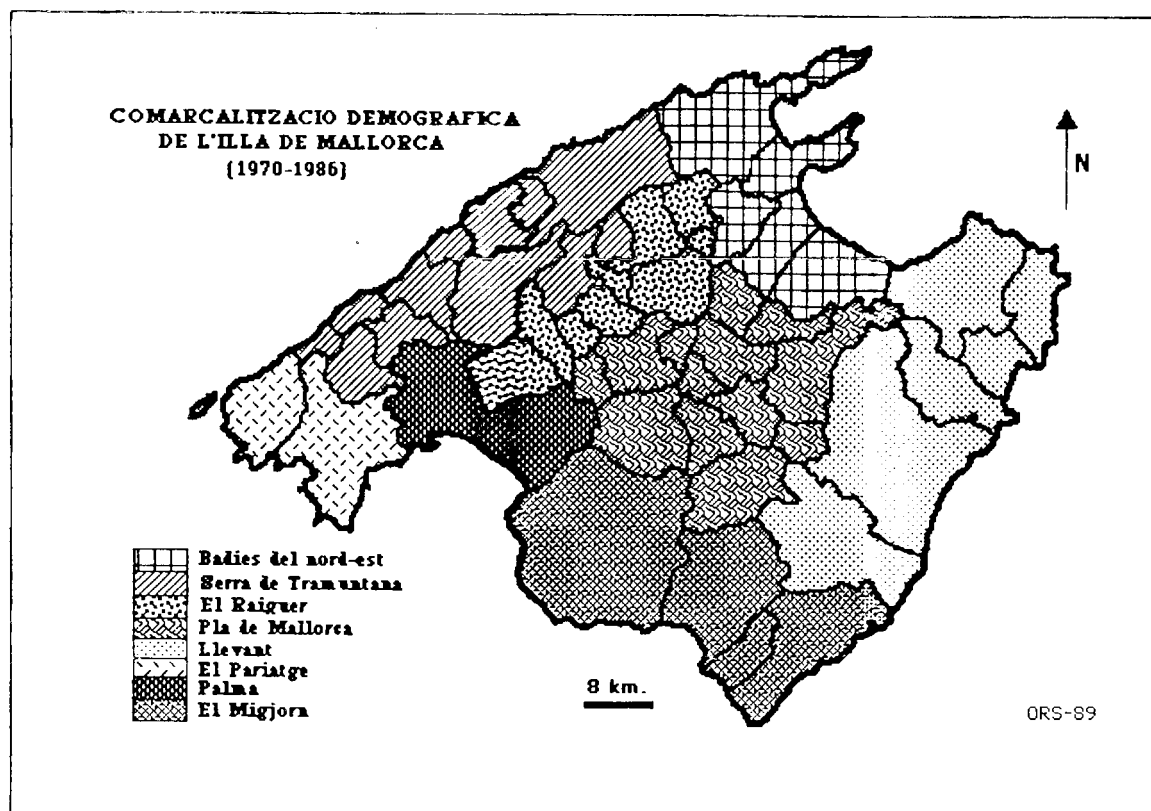 COMARCALITZACIO DEMOGRAFICA
DE L'ILLA DE MALLORCA
(1970-1986)
N
Badies del nord-est
Serra de Tramuntana
El Raiguer
Pla de Mallorca
Llevant
El Pariatge
Palma
El Migjorn
8 km.
ORS-89